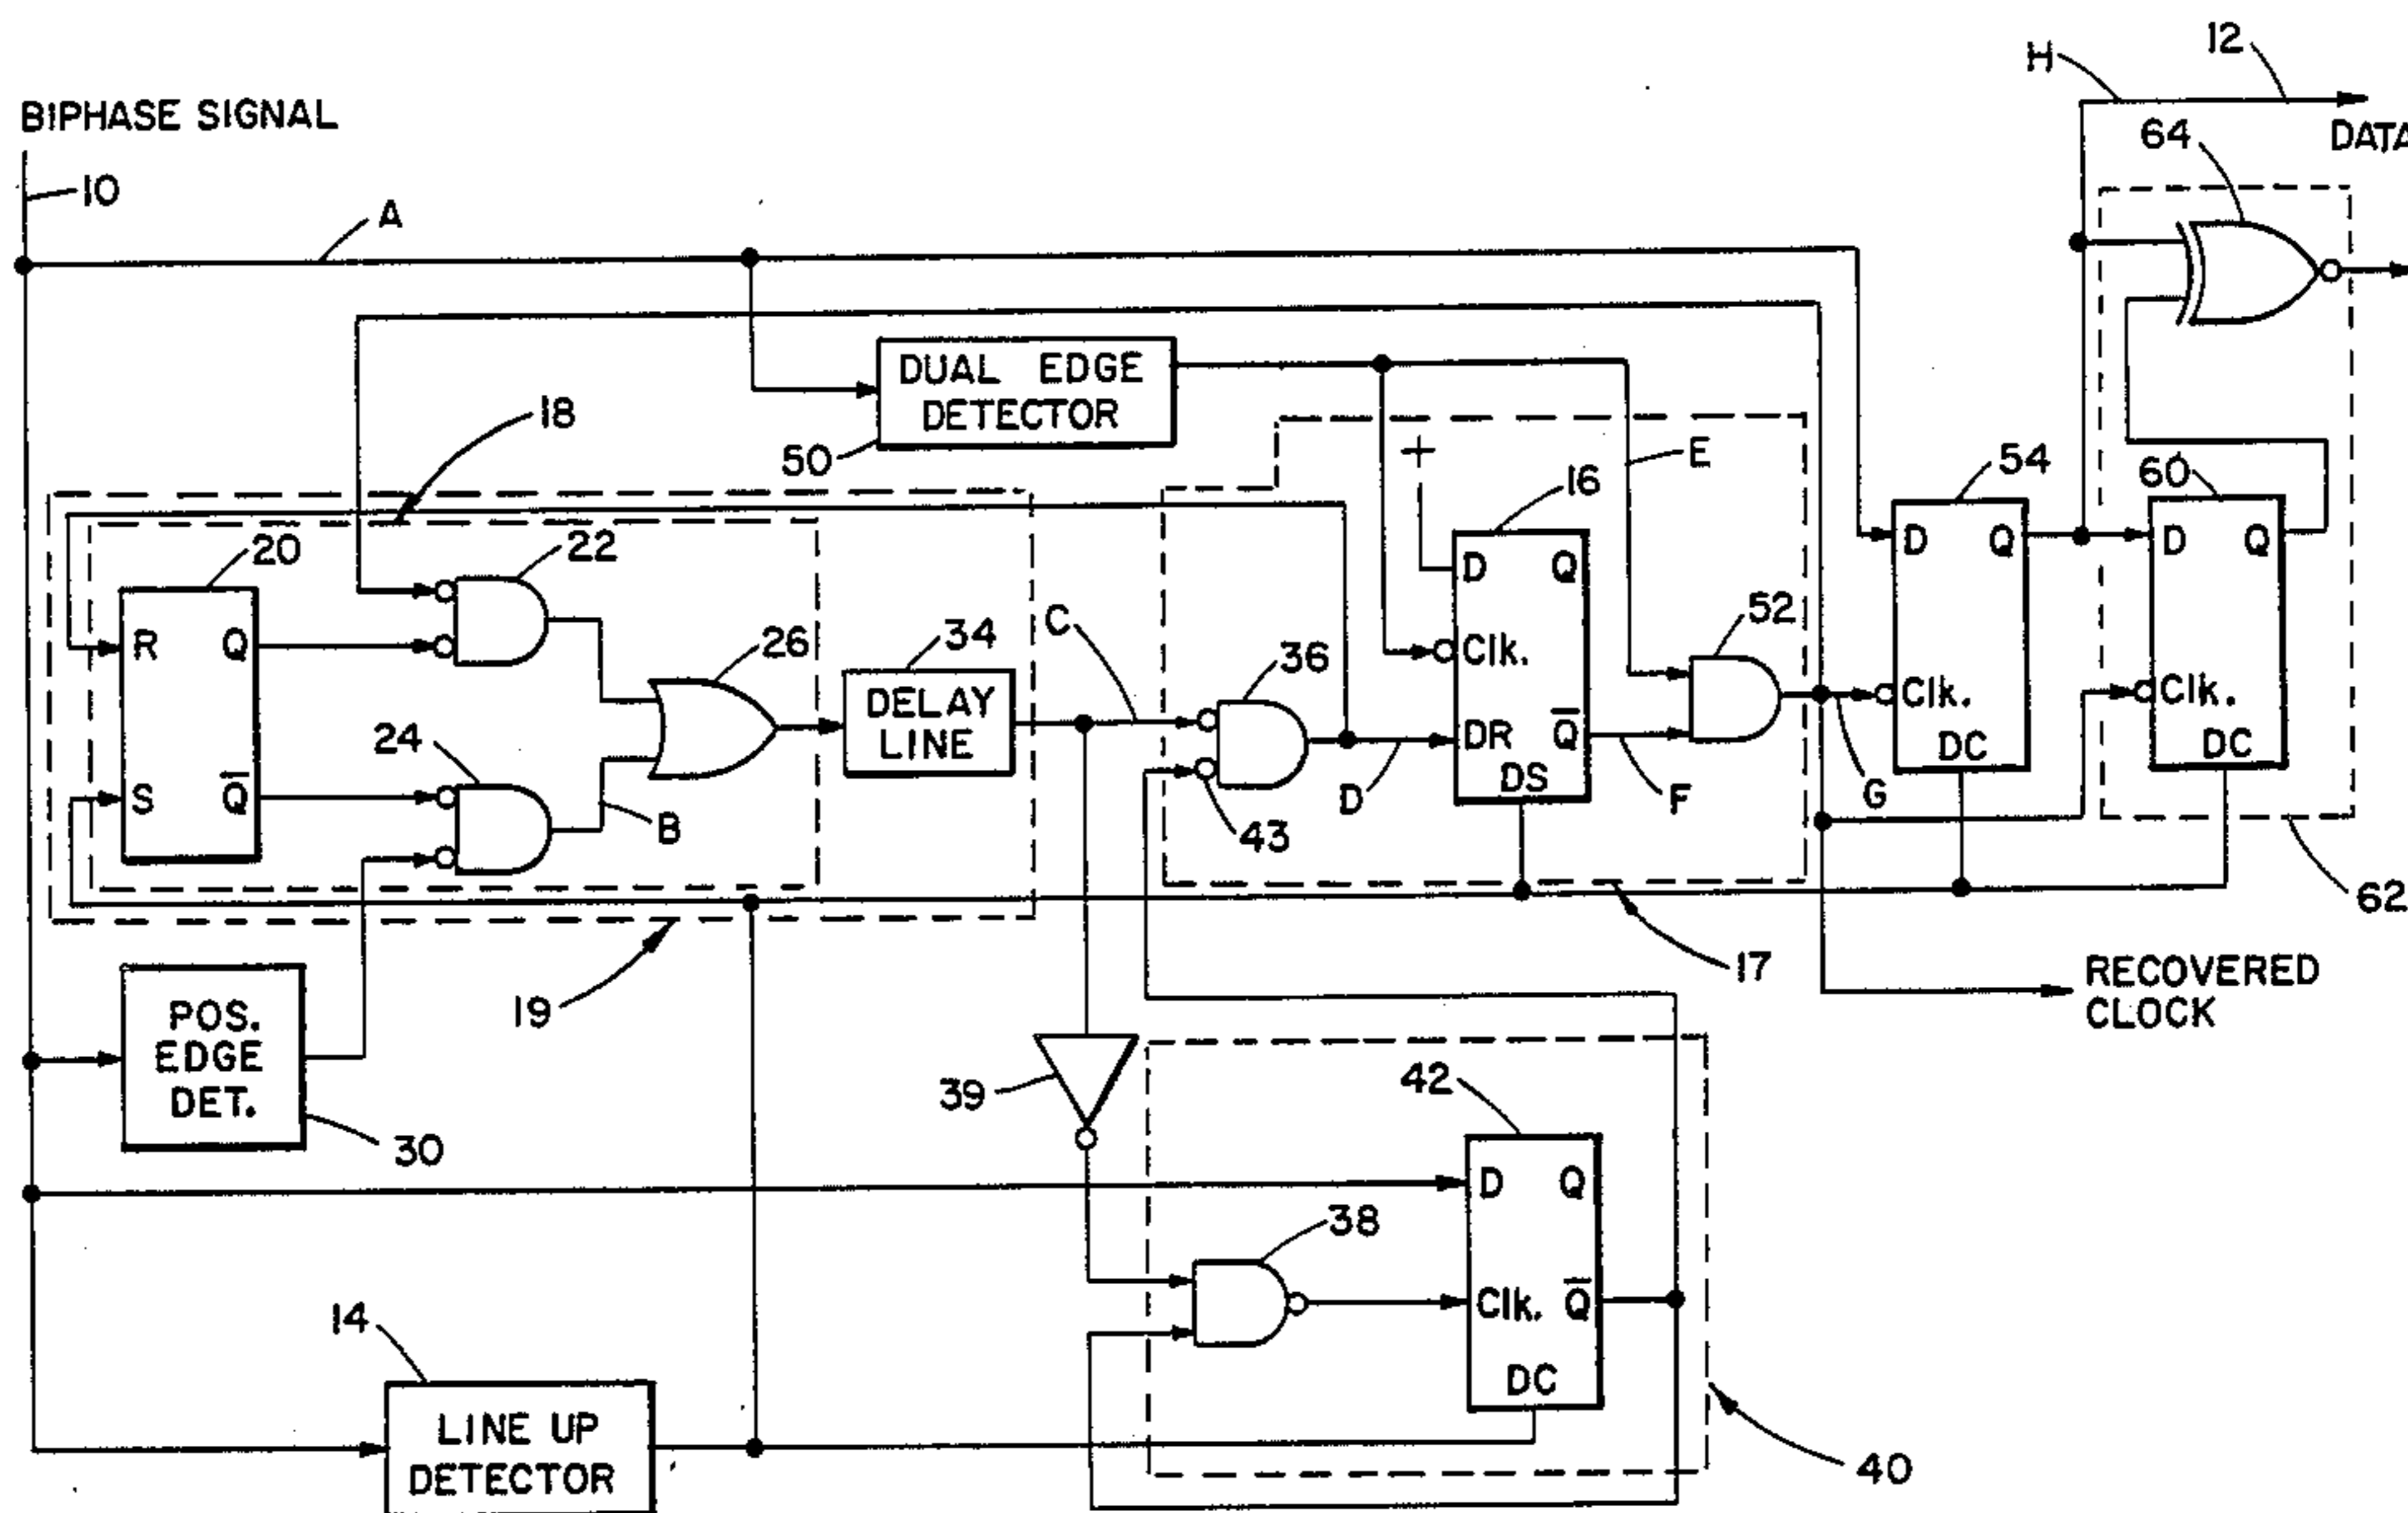 H
12
BIPHASE SIGNAL
DATA
64
10
A
DUAL EDGE
DETECTOR
18
50
+
E
16
54
60
20
22
D
Q
D
Q
D
Q
52
R
Q
26
34
C
36
Clk.
Clk.
Clk.
DELAY
LINE
24
DR
Q̅
DS
DC
DC
S
Q̅
B
43
D
F
G
62
17
19
POS.
EDGE
DET.
RECOVERED
CLOCK
39
42
30
D
Q
38
14
Clk.
Q̅
DC
LINE UP
DETECTOR
40